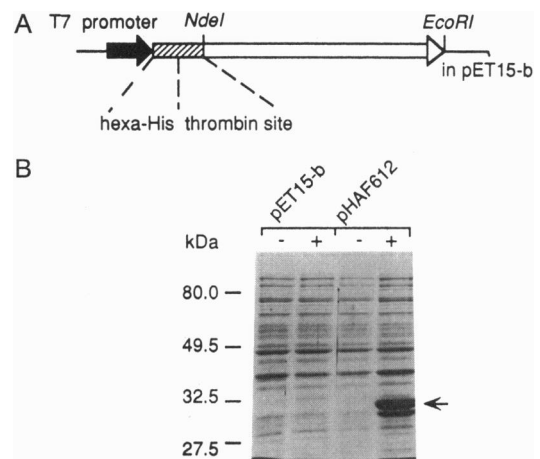 A
T7 promoter NdeI EcoRI
in pET15-b
hexa-His thrombin site
B
pET15-b pHAF612
kDa - + - +
80.0
49.5
32.5
27.5